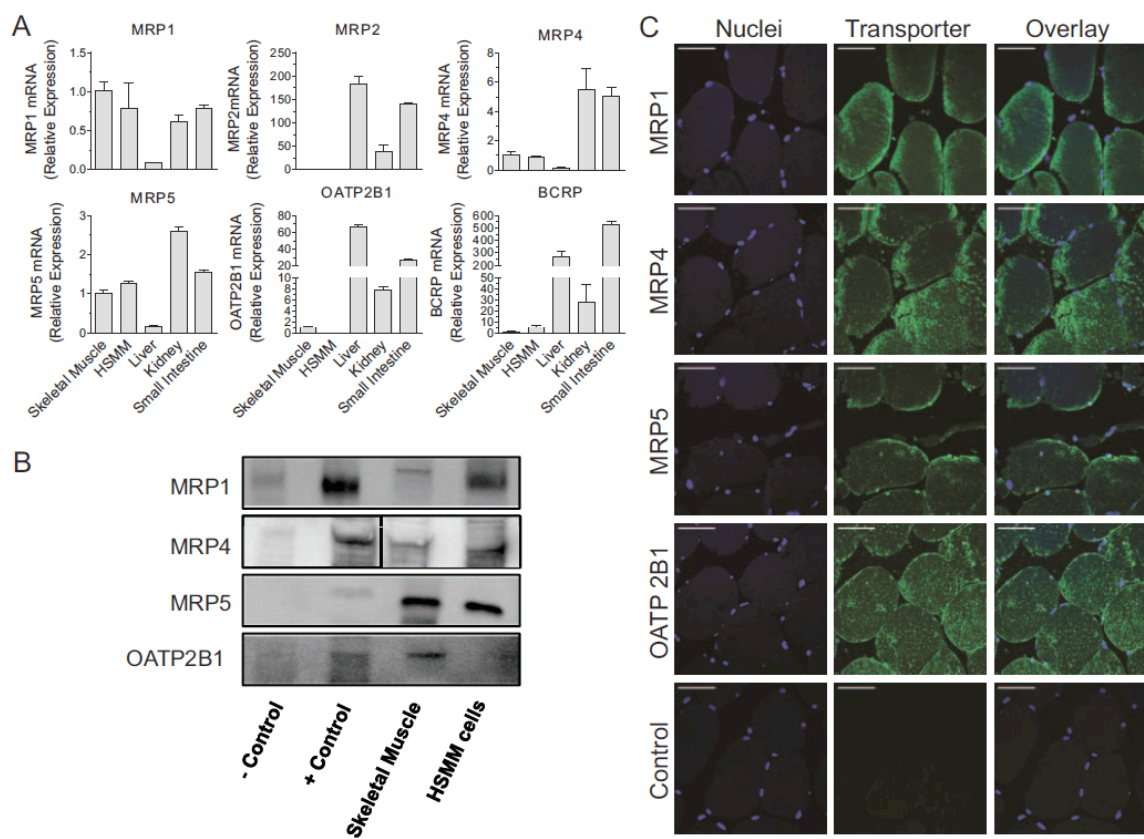 A
MRP1
MRP1 mRNA
(Relative Expression)
1.5
1.0
0.5
0.0
MRP2
MRP2mRNA
(Relative Expression)
250
200
150
100
50
0
MRP4
MRP4 mRNA
(Relative Expression)
8
6
4
2
0
MRP5
MRP5 mRNA
(Relative Expression)
3
2
1
0
Skeletal Muscle
HSMM
Liver
Kidney
Small Intestine
OATP2B1
OATP2B1 mRNA
(Relative Expression)
80
60
40
20
10
8
6
4
2
0
Skeletal Muscle
HSMM
Liver
Kidney
Small Intestine
BCRP
BCRP mRNA
(Relative Expression)
600
500
400
300
200
100
50
40
30
20
10
0
Skeletal Muscle
HSMM
Liver
Kidney
Small Intestine
B
MRP1
MRP4
MRP5
OATP2B1
- Control
+ Control
Skeletal Muscle
HSMM cells
C
Nuclei Transporter Overlay
MRP1
MRP4
MRP5
OATP 2B1
Control